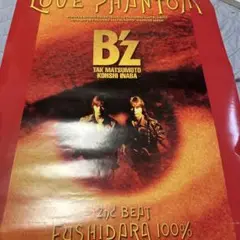 LOVE PHANTOM
B'z
TAK MATSUMOTO
KOHSHI INABA
2nd BEAT
FUSHIDARA 100%